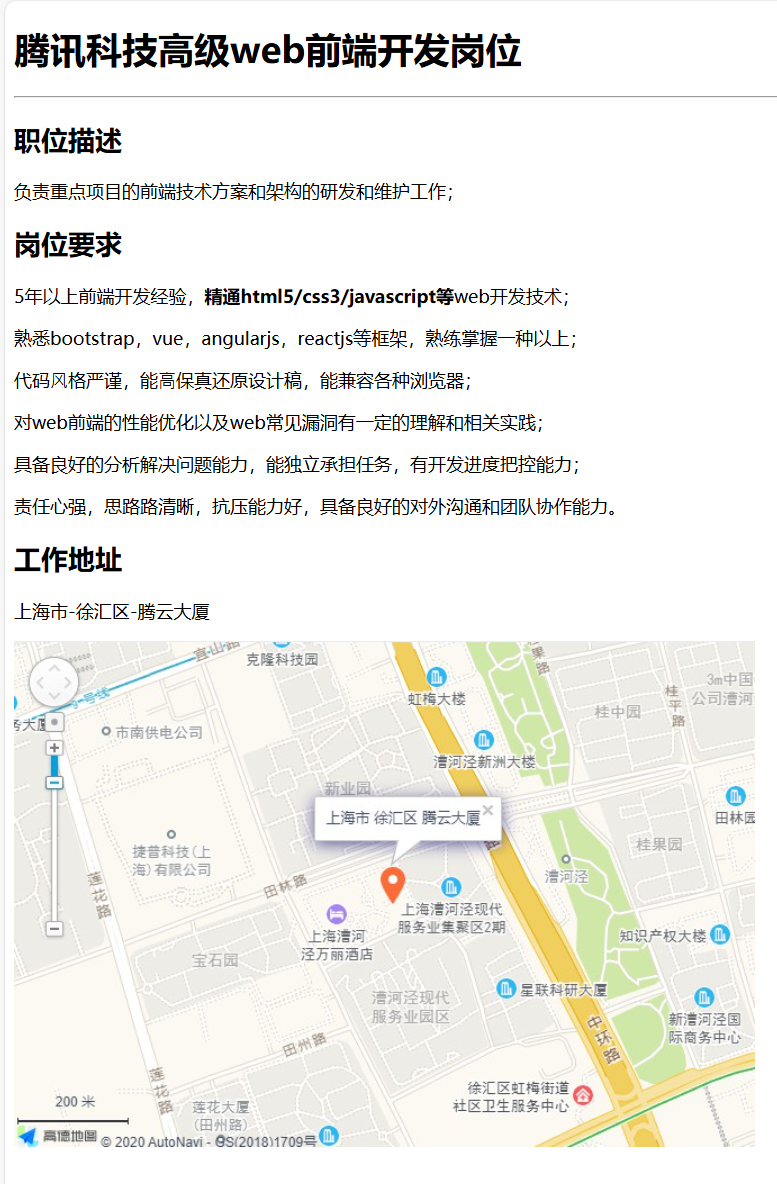 腾讯科技高级web前端开发岗位
职位描述
负责重点项目的前端技术方案和架构的研发和维护工作；
岗位要求
5年以上前端开发经验，精通html5/css3/javascript等web开发技术；
熟悉bootstrap，vue，angularjs，reactjs等框架，熟练掌握一种以上；
代码风格严谨，能高保真还原设计稿，能兼容各种浏览器；
对web前端的性能优化以及web常见漏洞有一定的理解和相关实践；
具备良好的分析解决问题能力，能独立承担任务，有开发进度把控能力；
责任心强，思路路清晰，抗压能力好，具备良好的对外沟通和团队协作能力。
工作地址
上海市-徐汇区-腾云大厦
宜山路
克隆科技园
桂果路
3m中国
公司漕河
虹梅大楼
桂平路
桂中园
号线
务大厦
市南供电公司
漕河泾新洲大楼
新业园
田林园
上海市 徐汇区 腾云大厦
路
桂果园
捷普科技(上
海)有限公司
漕河泾
莲花路
田林路
上海漕河泾现代
服务业集聚区2期
上海漕河
泾万丽酒店
知识产权大楼
宝石园
星联科研大厦
漕河泾现代
服务业园区
新漕河泾国
际商务中心
中环路
田州路
莲花路
徐汇区虹梅街道
社区卫生服务中心
200 米
莲花大厦
(田州路)
高德地图 © 2020 AutoNavi - GS(2018)1709号